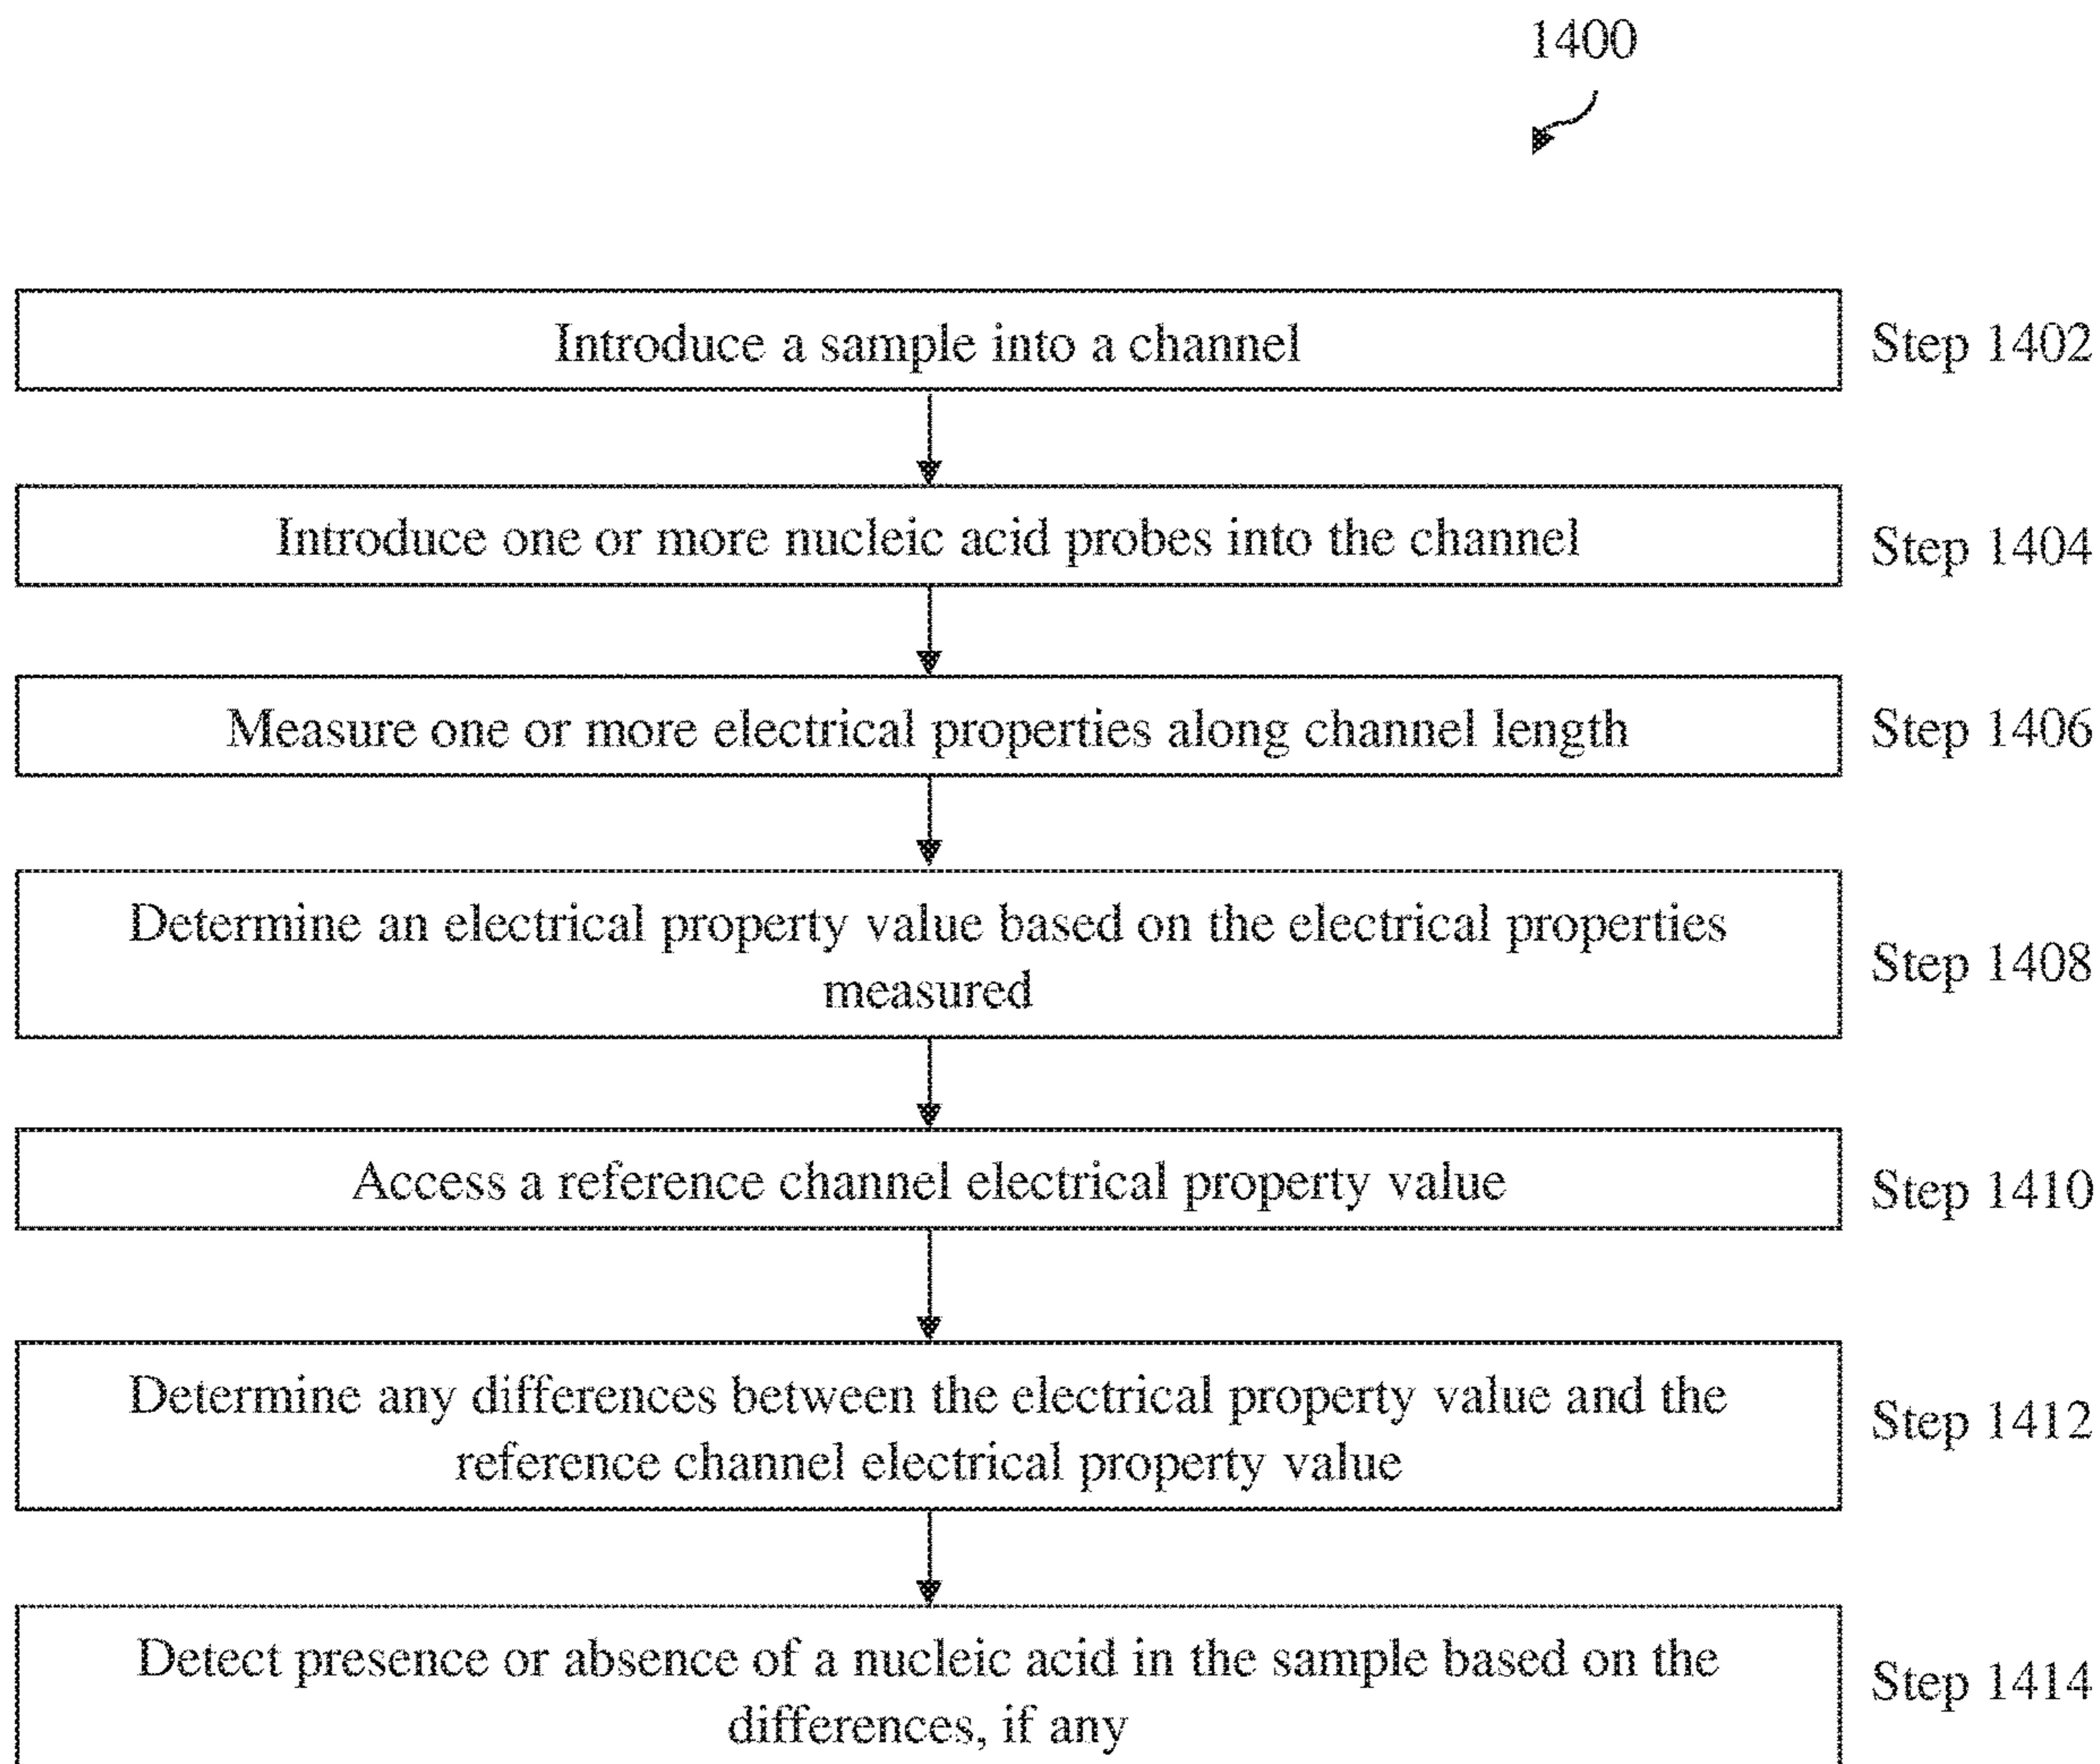 1400
Introduce a sample into a channel
Step 1402
Introduce one or more nucleic acid probes into the channel
Step 1404
Measure one or more electrical properties along channel length
Step 1406
Determine an electrical property value based on the electrical properties
measured
Step 1408
Access a reference channel electrical property value
Step 1410
Determine any differences between the electrical property value and the
reference channel electrical property value
Step 1412
Detect presence or absence of a nucleic acid in the sample based on the
differences, if any
Step 1414